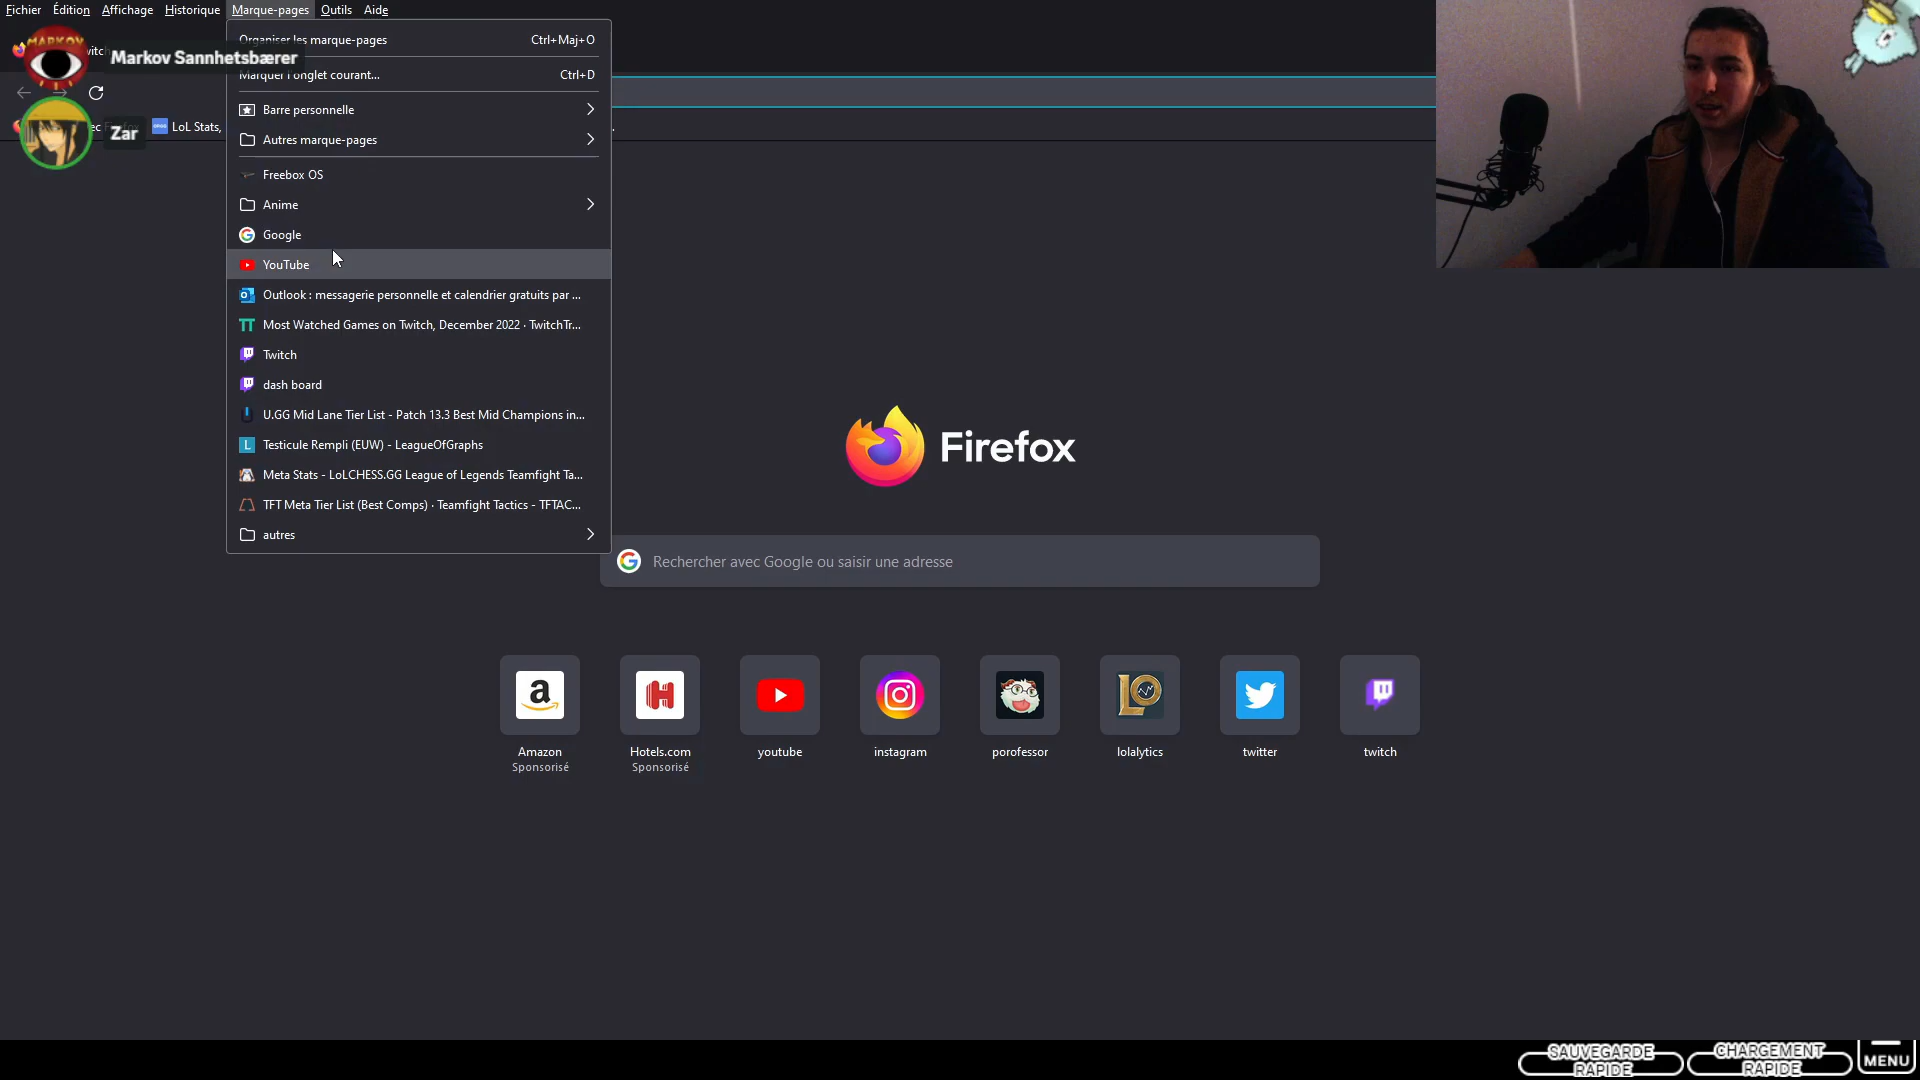 Fichier Édition Affichage Historique Marque-pages Outils Aide
MARKOV
Markov Sannhetsbærer
Zar
LoL Stats,
Organiser les marque-pages Ctrl+Maj+O
Marquer l'onglet courant... Ctrl+D
Barre personnelle
Autres marque-pages
Freebox OS
Anime
Google
YouTube
Outlook : messagerie personnelle et calendrier gratuits par ...
Most Watched Games on Twitch, December 2022 · TwitchTr...
Twitch
dash board
U.GG Mid Lane Tier List - Patch 13.3 Best Mid Champions in...
Testicule Rempli (EUW) - LeagueOfGraphs
Meta Stats - LoLCHESS.GG League of Legends Teamfight Ta...
TFT Meta Tier List (Best Comps) · Teamfight Tactics - TFTAC...
autres
Firefox
Rechercher avec Google ou saisir une adresse
Amazon
Sponsorisé
Hotels.com
Sponsorisé
youtube
instagram
porofessor
lolalytics
twitter
twitch
SAUVEGARDE RAPIDE
CHARGEMENT RAPIDE
MENU